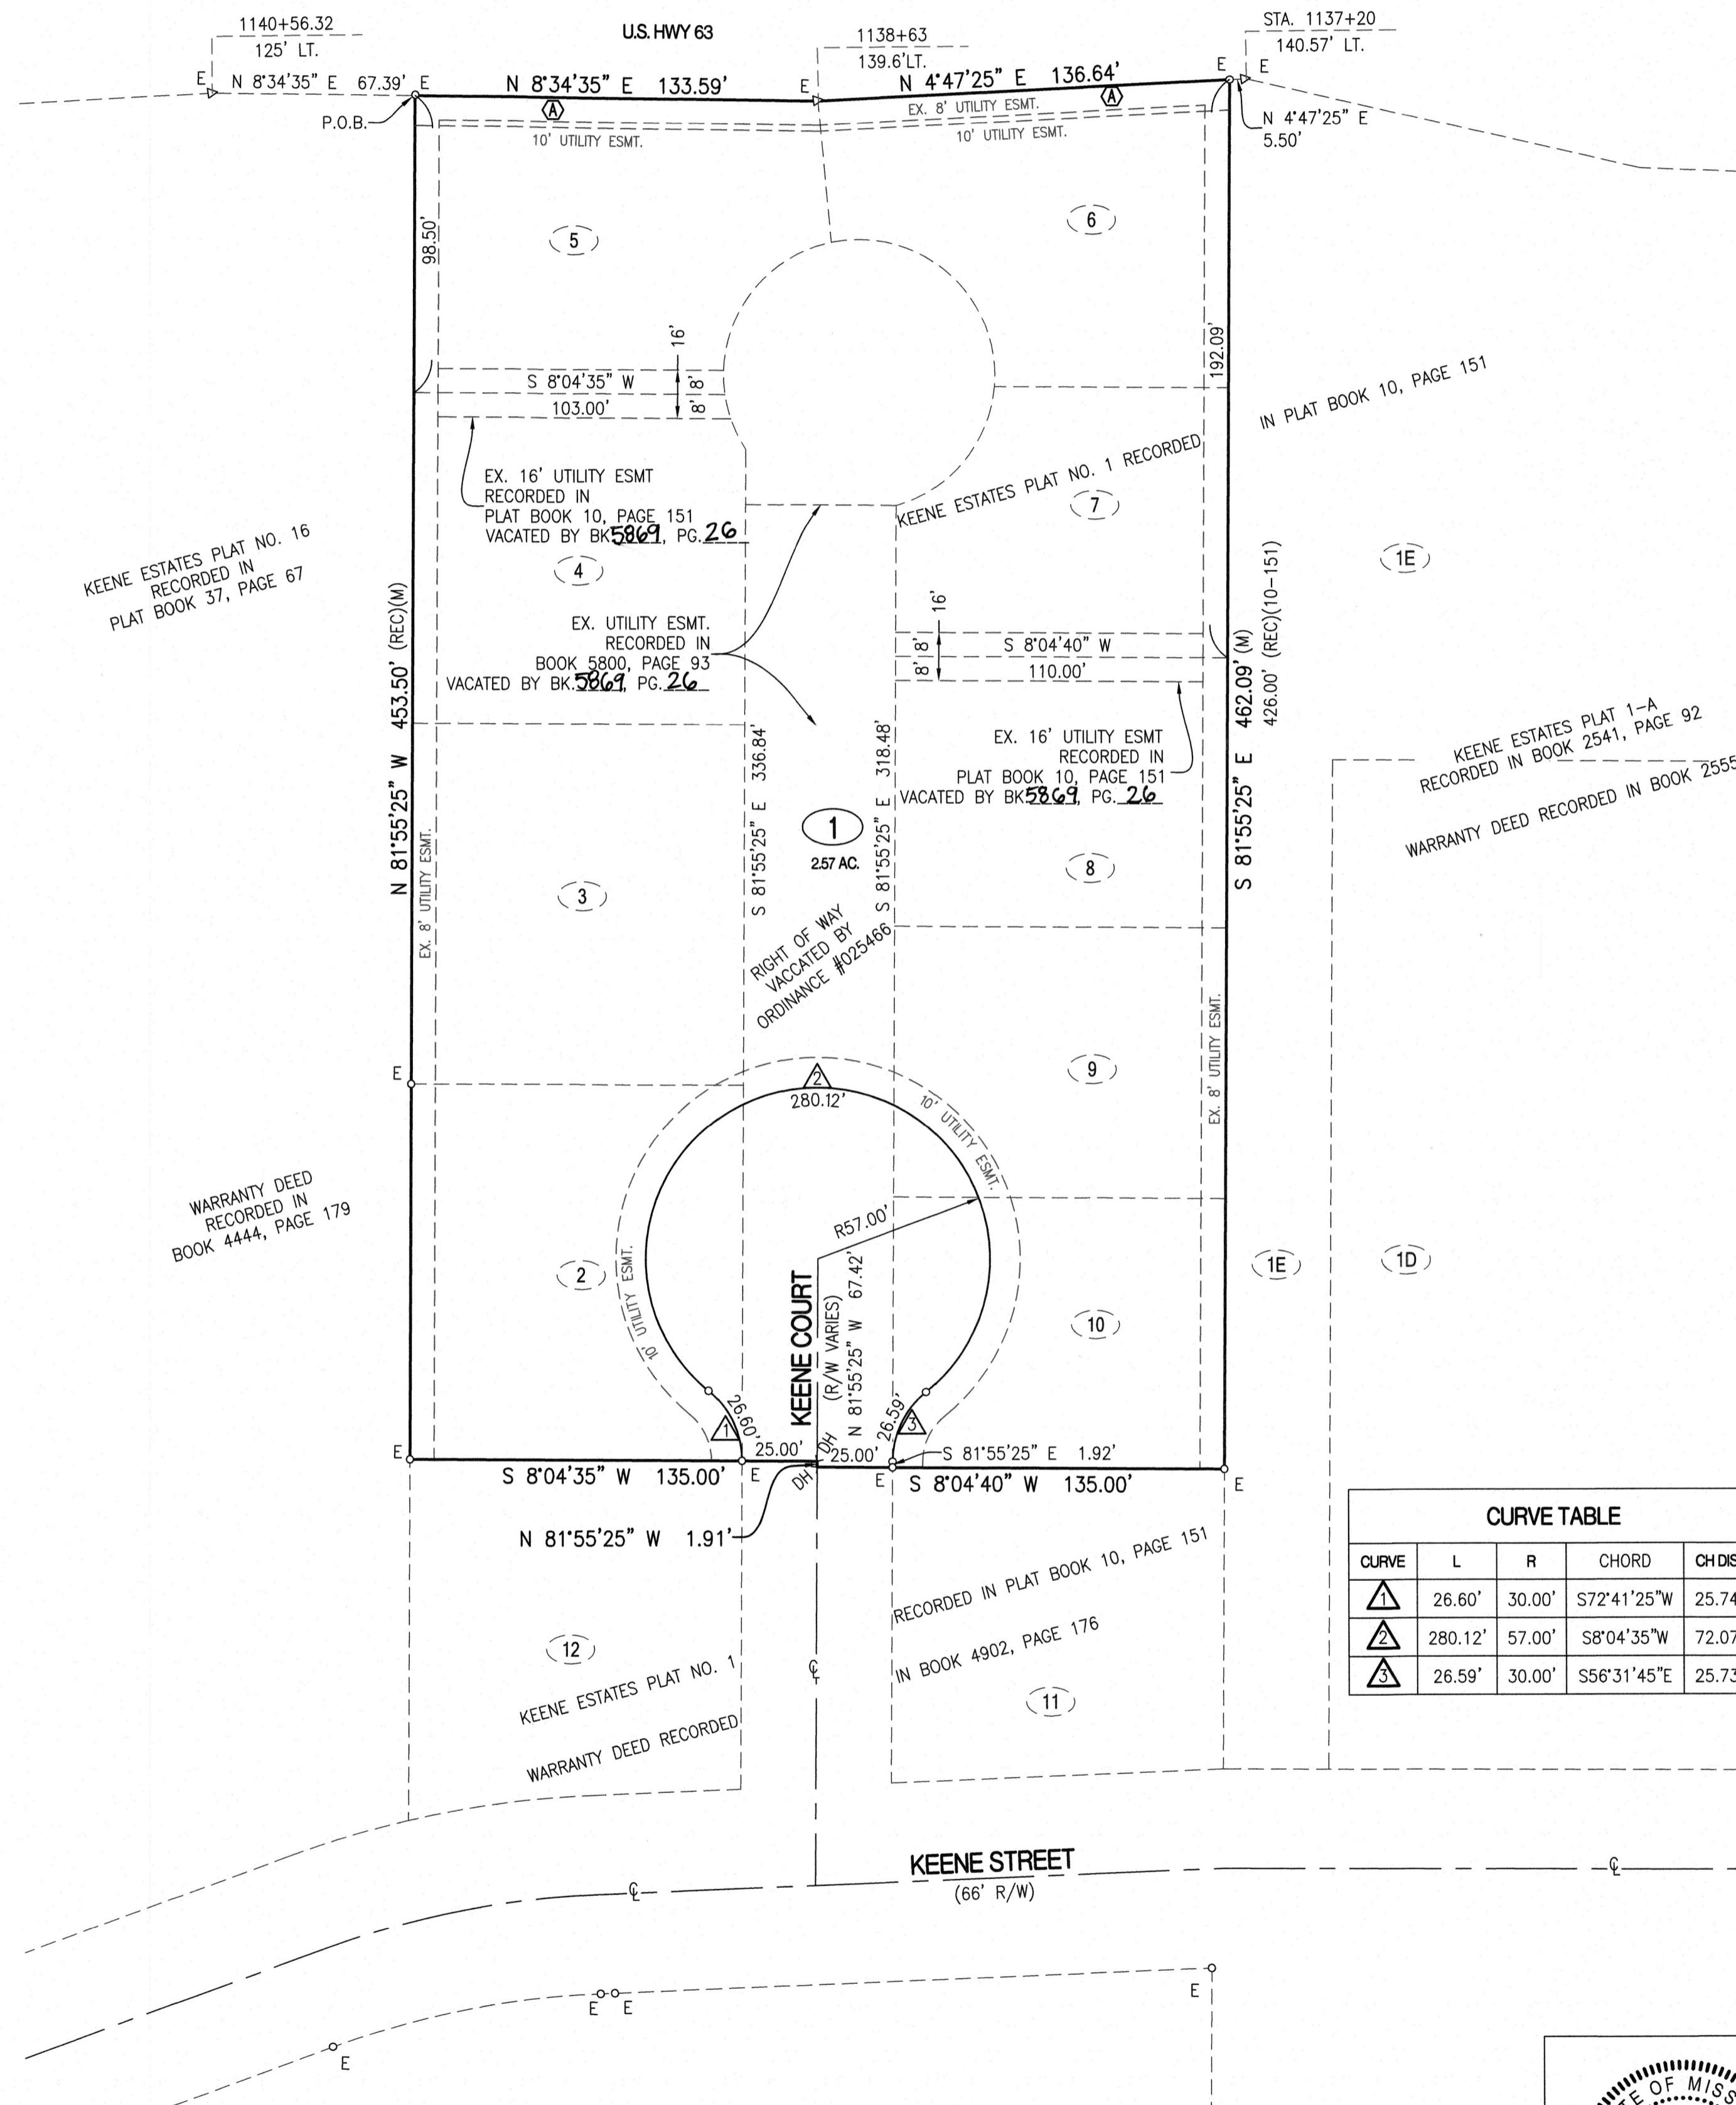 1140+56.32
125' LT.
U.S. HWY 63
1138+63
139.6'LT.
STA. 1137+20
140.57' LT.
E
N 8°34'35" E 67.39'
E
N 8°34'35" E 133.59'
E
N 4°47'25" E 136.64'
E
E
P.O.B.
A
A
EX. 8' UTILITY ESMT.
10' UTILITY ESMT.
10' UTILITY ESMT.
N 4°47'25" E
5.50'
5
6
98.50'
192.09'
16'
S 8°04'35" W
8'
103.00'
8'
IN PLAT BOOK 10, PAGE 151
KEENE ESTATES PLAT NO. 1 RECORDED
EX. 16' UTILITY ESMT
RECORDED IN
PLAT BOOK 10, PAGE 151
VACATED BY BK 5869, PG. 26
7
4
1E
KEENE ESTATES PLAT NO. 16
RECORDED IN
PLAT BOOK 37, PAGE 67
N 81°55'25" W 453.50' (REC)(M)
EX. UTILITY ESMT.
RECORDED IN
BOOK 5800, PAGE 93
VACATED BY BK. 5869, PG. 26
16'
8'
S 8°04'40" W
8'
110.00'
S 81°55'25" E 462.09' (M)
426.00' (REC)(10-151)
EX. 16' UTILITY ESMT
RECORDED IN
PLAT BOOK 10, PAGE 151
VACATED BY BK 5869, PG. 26
KEENE ESTATES PLAT 1-A
RECORDED IN BOOK 2541, PAGE 92
WARRANTY DEED RECORDED IN BOOK 2555
S 81°55'25" E 336.84'
S 81°55'25" E 318.48'
1
2.57 AC.
3
8
EX. 8' UTILITY ESMT.
RIGHT OF WAY
VACCATED BY
ORDINANCE #025466
EX. 8' UTILITY ESMT.
E
2
280.12'
10' UTILITY ESMT.
9
WARRANTY DEED
RECORDED IN
BOOK 4444, PAGE 179
R57.00'
2
10' UTILITY ESMT.
KEENE COURT
(R/W VARIES)
N 81°55'25" W 67.42'
1E
1D
10
26.60'
1
26.59'
3
DH
E
25.00'
25.00'
S 81°55'25" E 1.92'
S 8°04'35" W 135.00'
E
DH
E
S 8°04'40" W 135.00'
E
N 81°55'25" W 1.91'
CURVE TABLE
CURVE L R CHORD CH DIS
1 26.60' 30.00' S72°41'25"W 25.74
2 280.12' 57.00' S8°04'35"W 72.07
3 26.59' 30.00' S56°31'45"E 25.73
RECORDED IN PLAT BOOK 10, PAGE 151
IN BOOK 4902, PAGE 176
12
11
KEENE ESTATES PLAT NO. 1
WARRANTY DEED RECORDED
℄
KEENE STREET
(66' R/W)
℄
℄
E
E
E
E
TE OF MISS